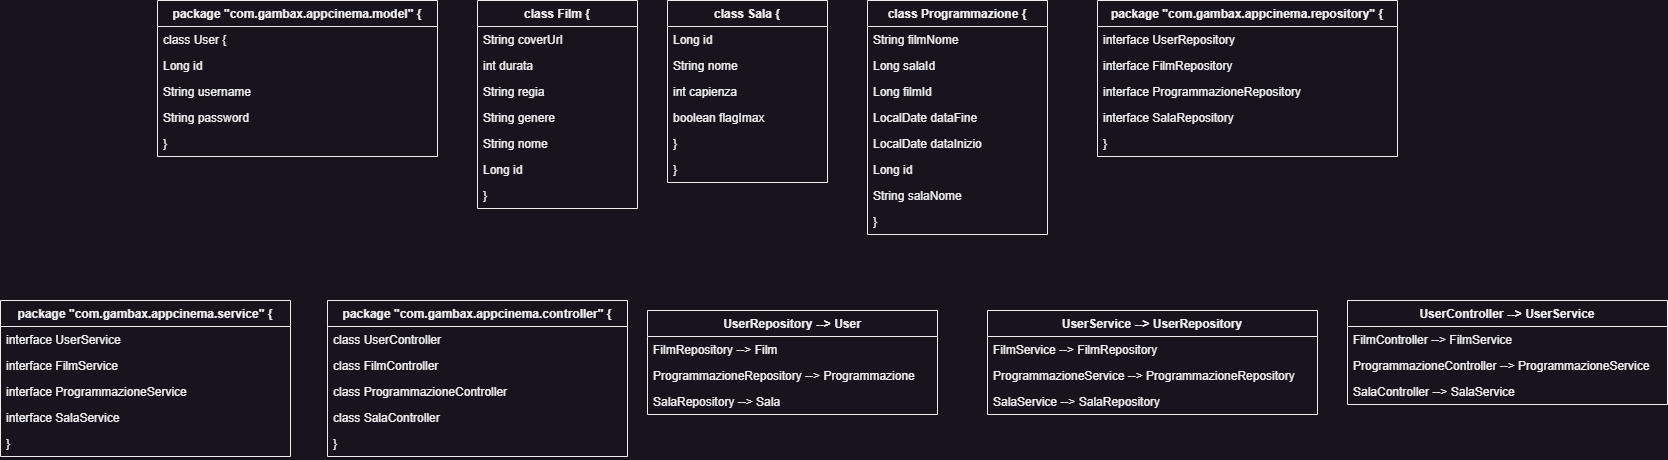 package "com.gambax.appcinema.model" {
class User {
Long id
String username
String password
}
class Film {
String coverUrl
int durata
String regia
String genere
String nome
Long id
}
class Sala {
Long id
String nome
int capienza
boolean flagImax
}
}
class Programmazione {
String filmNome
Long salaId
Long filmId
LocalDate dataFine
LocalDate dataInizio
Long id
String salaNome
}
package "com.gambax.appcinema.repository" {
interface UserRepository
interface FilmRepository
interface ProgrammazioneRepository
interface SalaRepository
}
package "com.gambax.appcinema.service" {
interface UserService
interface FilmService
interface ProgrammazioneService
interface SalaService
}
package "com.gambax.appcinema.controller" {
class UserController
class FilmController
class ProgrammazioneController
class SalaController
}
UserRepository --> User
FilmRepository --> Film
ProgrammazioneRepository --> Programmazione
SalaRepository --> Sala
UserService --> UserRepository
FilmService --> FilmRepository
ProgrammazioneService --> ProgrammazioneRepository
SalaService --> SalaRepository
UserController --> UserService
FilmController --> FilmService
ProgrammazioneController --> ProgrammazioneService
SalaController --> SalaService